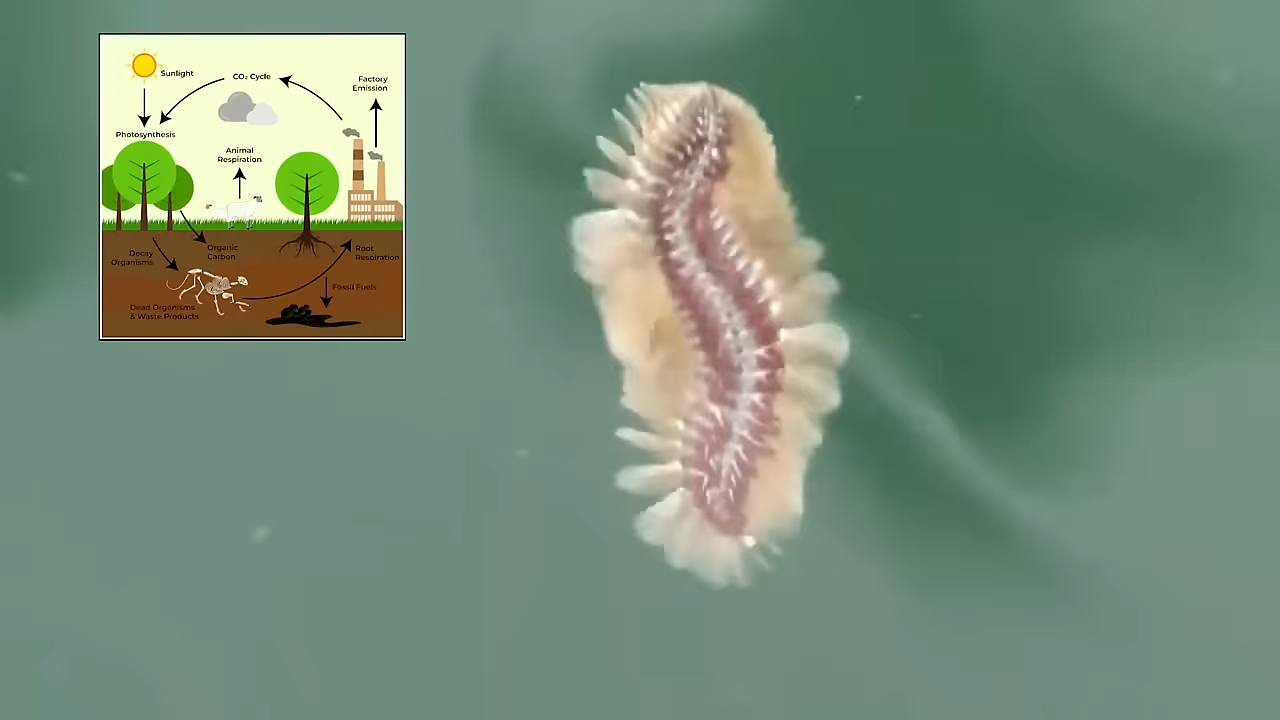 Sunlight
CO₂ Cycle
Factory
Emission
Photosynthesis
Animal
Respiration
Decay
Organisms
Organic
Carbon
Root
Respiration
Fossil Fuels
Dead Organisms
& Waste Products